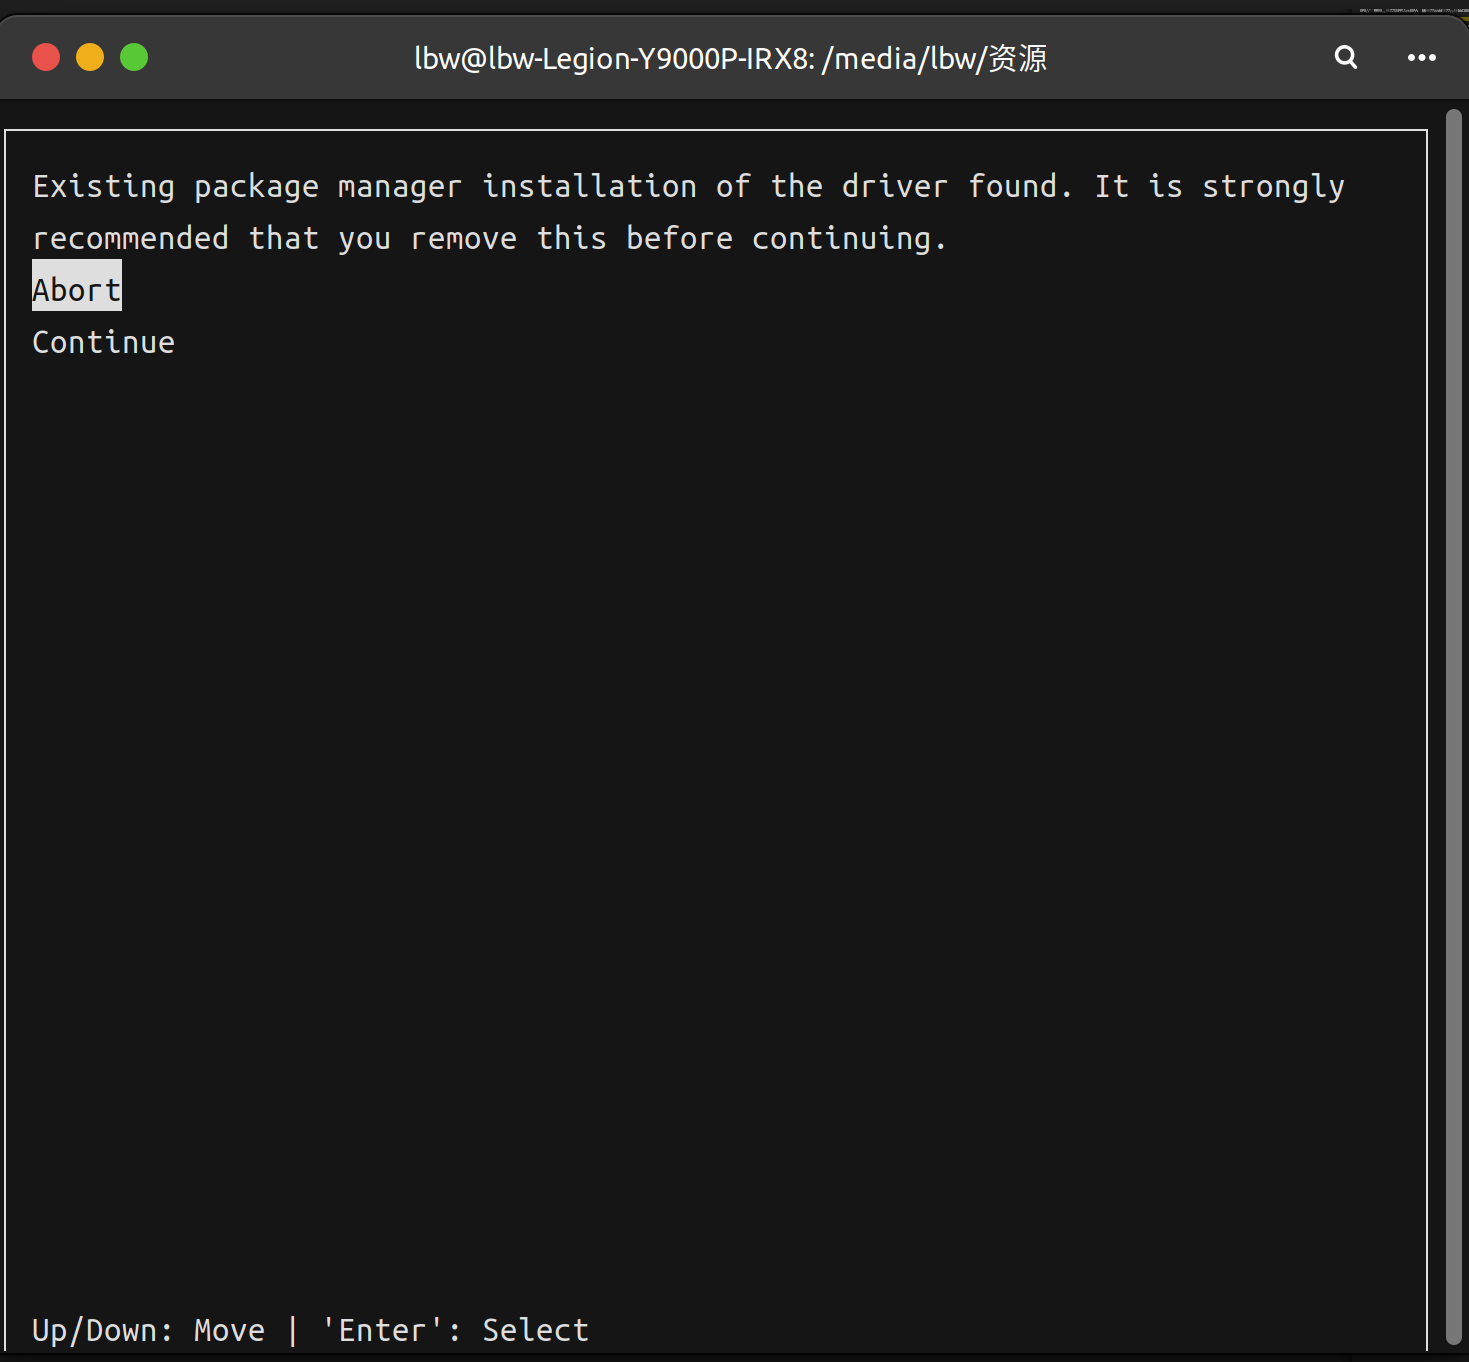 lbw@lbw-Legion-Y9000P-IRX8: /media/lbw/资源
Existing package manager installation of the driver found. It is strongly
recommended that you remove this before continuing.
Abort
Continue
Up/Down: Move | 'Enter': Select